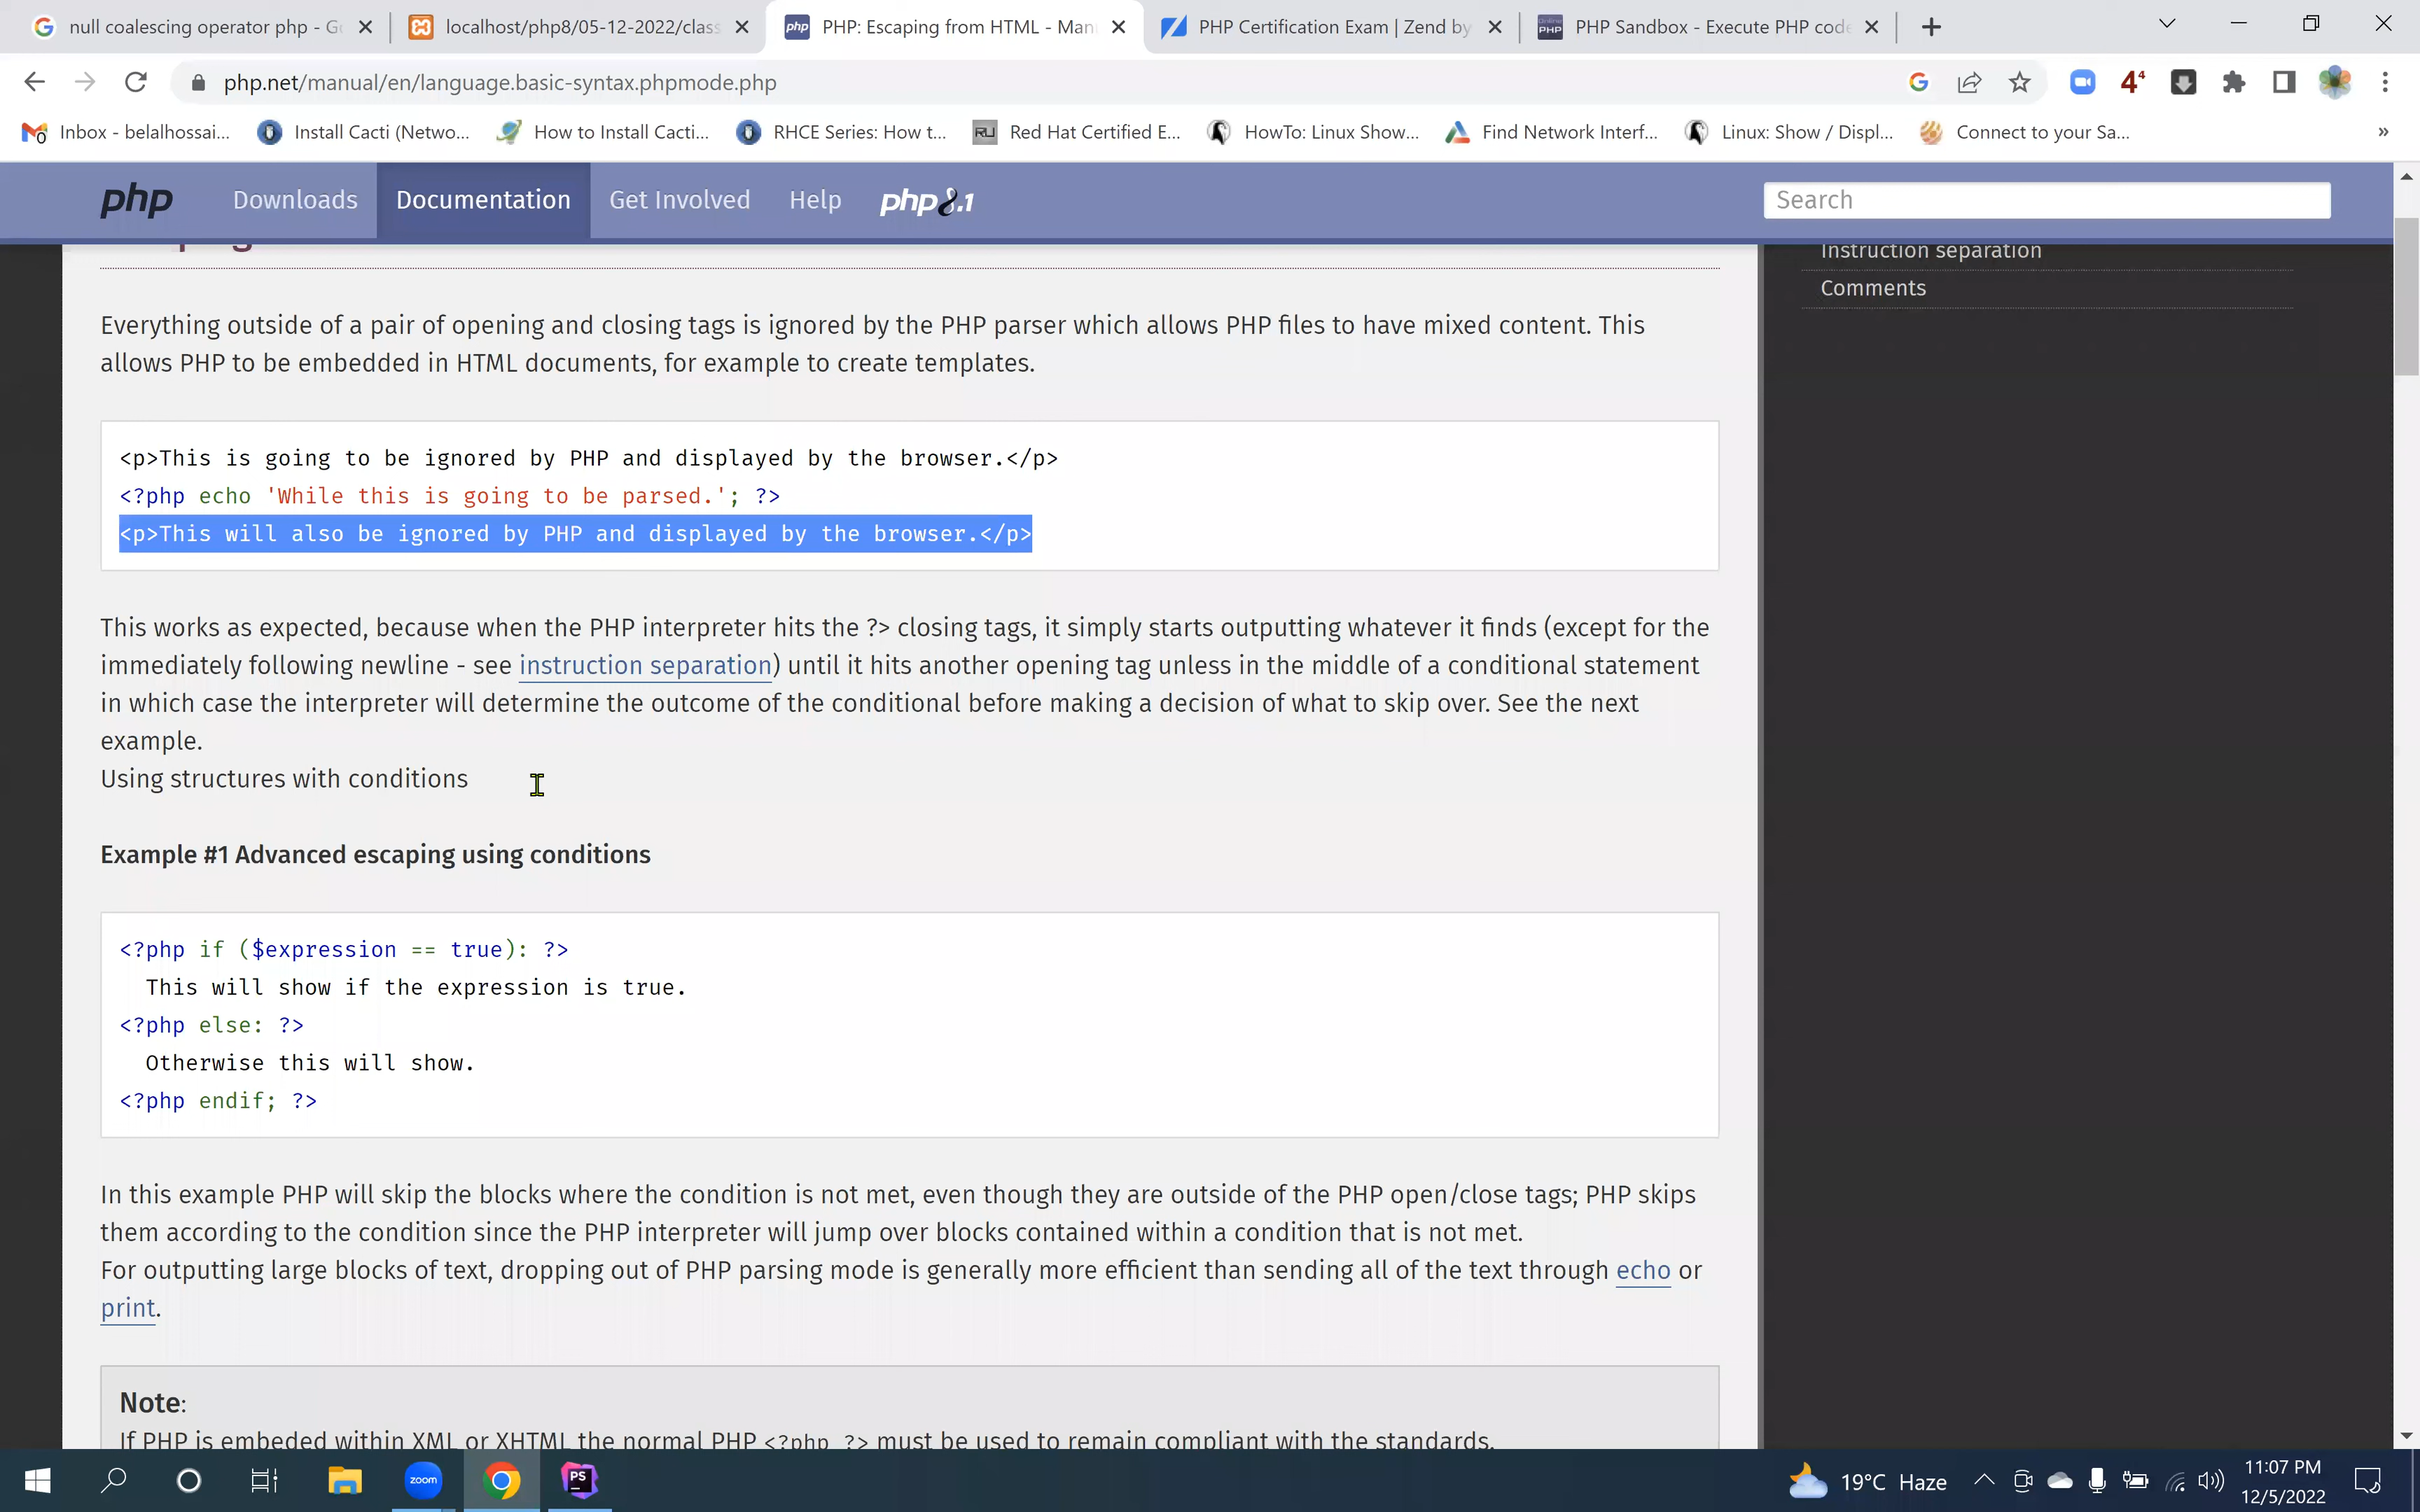 null coalescing operator php - G
localhost/php8/05-12-2022/class
php
PHP: Escaping from HTML - Man
PHP Certification Exam | Zend by
PHP
PHP Sandbox - Execute PHP code
php.net/manual/en/language.basic-syntax.phpmode.php
4⁴
Inbox - belalhossai...
Install Cacti (Netwo...
How to Install Cacti...
RHCE Series: How t...
RU
Red Hat Certified E...
HowTo: Linux Show...
Find Network Interf...
Linux: Show / Displ...
Connect to your Sa...
»
php
Downloads
Documentation
Get Involved
Help
php8.1
Search
Instruction separation
Comments
Everything outside of a pair of opening and closing tags is ignored by the PHP parser which allows PHP files to have mixed content. This
allows PHP to be embedded in HTML documents, for example to create templates.
<p>This is going to be ignored by PHP and displayed by the browser.</p>
<?php echo 'While this is going to be parsed.'; ?>
<p>This will also be ignored by PHP and displayed by the browser.</p>
This works as expected, because when the PHP interpreter hits the ?> closing tags, it simply starts outputting whatever it finds (except for the
immediately following newline - see instruction separation) until it hits another opening tag unless in the middle of a conditional statement
in which case the interpreter will determine the outcome of the conditional before making a decision of what to skip over. See the next
example.
Using structures with conditions
Example #1 Advanced escaping using conditions
<?php if ($expression == true): ?>
This will show if the expression is true.
<?php else: ?>
Otherwise this will show.
<?php endif; ?>
In this example PHP will skip the blocks where the condition is not met, even though they are outside of the PHP open/close tags; PHP skips
them according to the condition since the PHP interpreter will jump over blocks contained within a condition that is not met.
For outputting large blocks of text, dropping out of PHP parsing mode is generally more efficient than sending all of the text through echo or
print.
Note:
If PHP is embeded within XML or XHTML the normal PHP <?php ?> must be used to remain compliant with the standards.
zoom
PS
19°C Haze
11:07 PM
12/5/2022